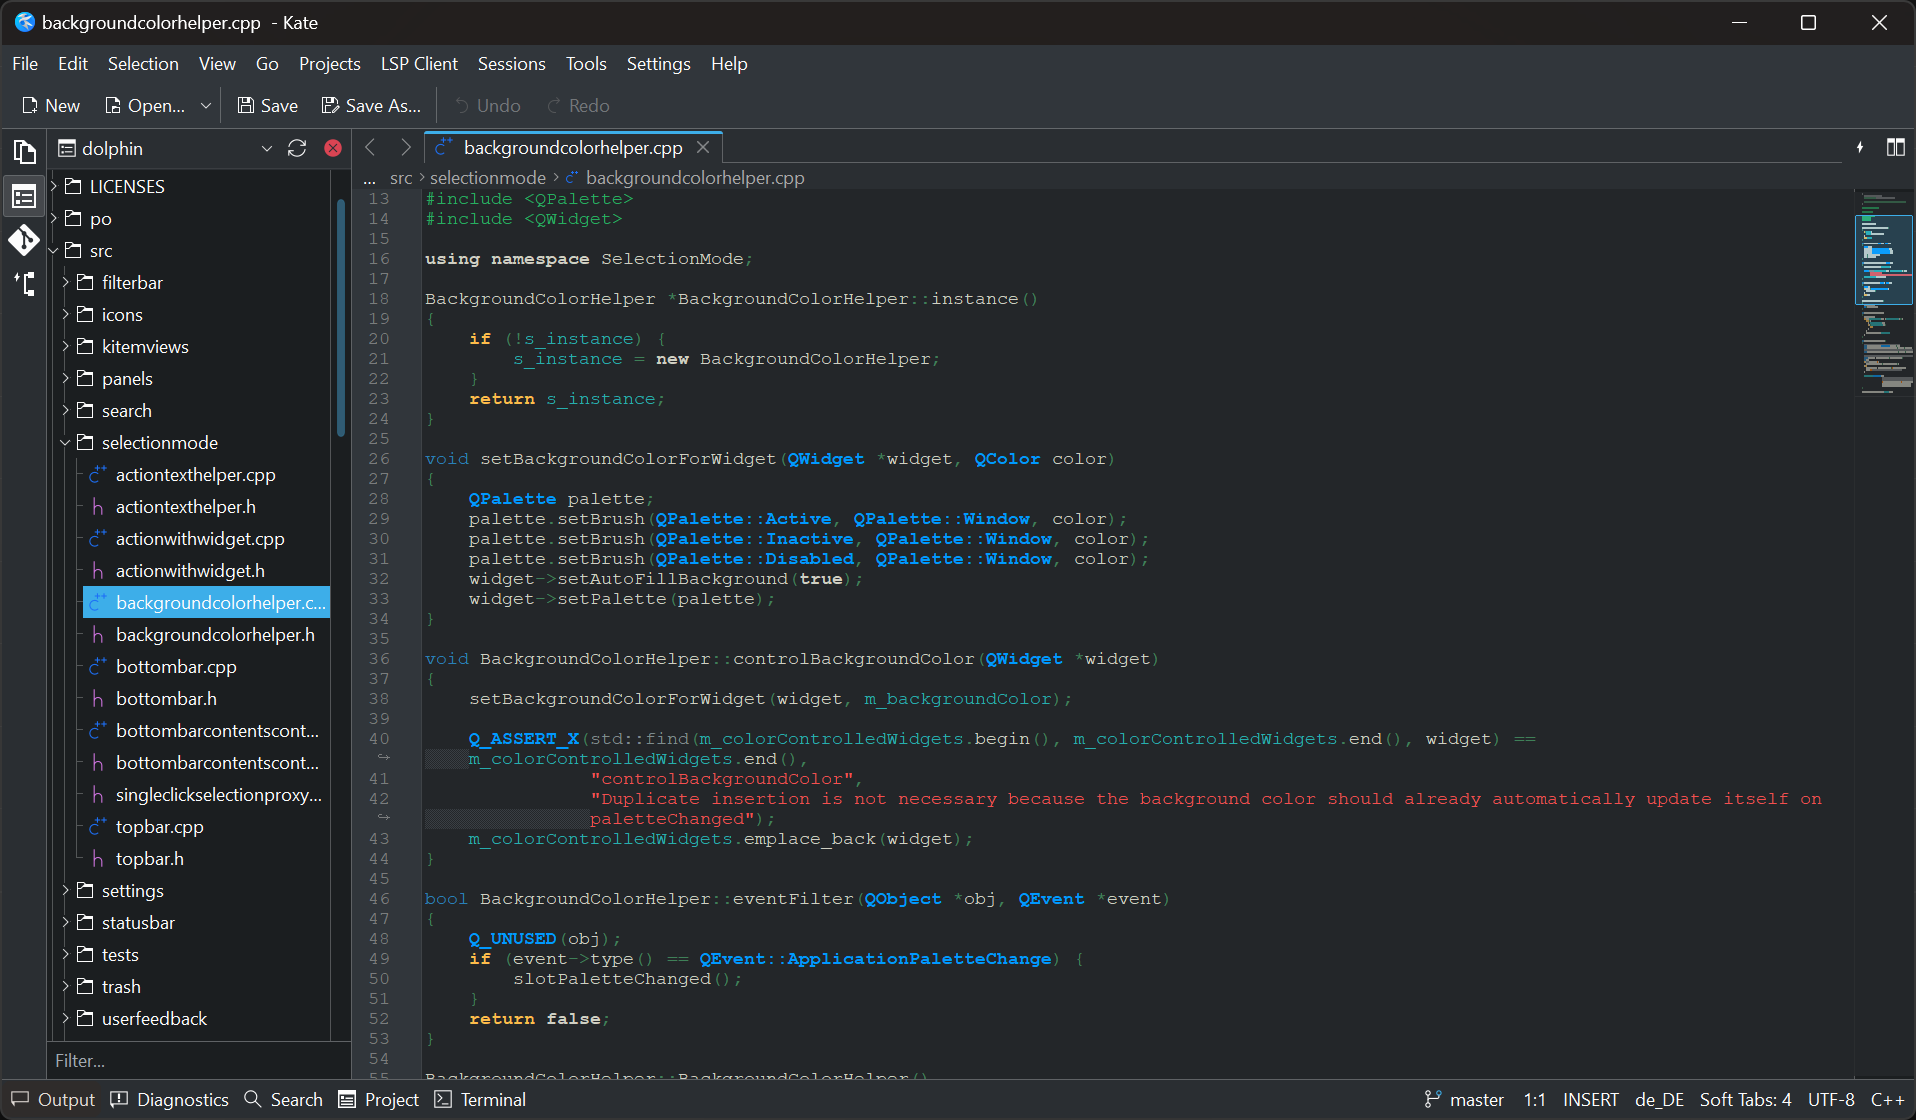 backgroundcolorhelper.cpp - Kate
File Edit Selection View Go Projects LSP Client Sessions Tools Settings Help
New Open... Save Save As... Undo Redo
dolphin
LICENSES
po
src
filterbar
icons
kitemviews
panels
search
selectionmode
actiontexthelper.cpp
actiontexthelper.h
actionwithwidget.cpp
actionwithwidget.h
backgroundcolorhelper.c...
backgroundcolorhelper.h
bottombar.cpp
bottombar.h
bottombarcontentscont...
bottombarcontentscont...
singleclickselectionproxy...
topbar.cpp
topbar.h
settings
statusbar
tests
trash
userfeedback
Filter...
backgroundcolorhelper.cpp
... src > selectionmode > backgroundcolorhelper.cpp
13 #include <QPalette>
14 #include <QWidget>
15
16 using namespace SelectionMode;
17
18 BackgroundColorHelper *BackgroundColorHelper::instance()
19 {
20     if (!s_instance) {
21         s_instance = new BackgroundColorHelper;
22     }
23     return s_instance;
24 }
25
26 void setBackgroundColorForWidget(QWidget *widget, QColor color)
27 {
28     QPalette palette;
29     palette.setBrush(QPalette::Active, QPalette::Window, color);
30     palette.setBrush(QPalette::Inactive, QPalette::Window, color);
31     palette.setBrush(QPalette::Disabled, QPalette::Window, color);
32     widget->setAutoFillBackground(true);
33     widget->setPalette(palette);
34 }
35
36 void BackgroundColorHelper::controlBackgroundColor(QWidget *widget)
37 {
38     setBackgroundColorForWidget(widget, m_backgroundColor);
39
40     Q_ASSERT_X(std::find(m_colorControlledWidgets.begin(), m_colorControlledWidgets.end(), widget) ==
m_colorControlledWidgets.end(),
41                "controlBackgroundColor",
42                "Duplicate insertion is not necessary because the background color should already automatically update itself on
paletteChanged");
43     m_colorControlledWidgets.emplace_back(widget);
44 }
45
46 bool BackgroundColorHelper::eventFilter(QObject *obj, QEvent *event)
47 {
48     Q_UNUSED(obj);
49     if (event->type() == QEvent::ApplicationPaletteChange) {
50         slotPaletteChanged();
51     }
52     return false;
53 }
54
55 BackgroundColorHelper::BackgroundColorHelper()
Output Diagnostics Search Project Terminal
master 1:1 INSERT de_DE Soft Tabs: 4 UTF-8 C++